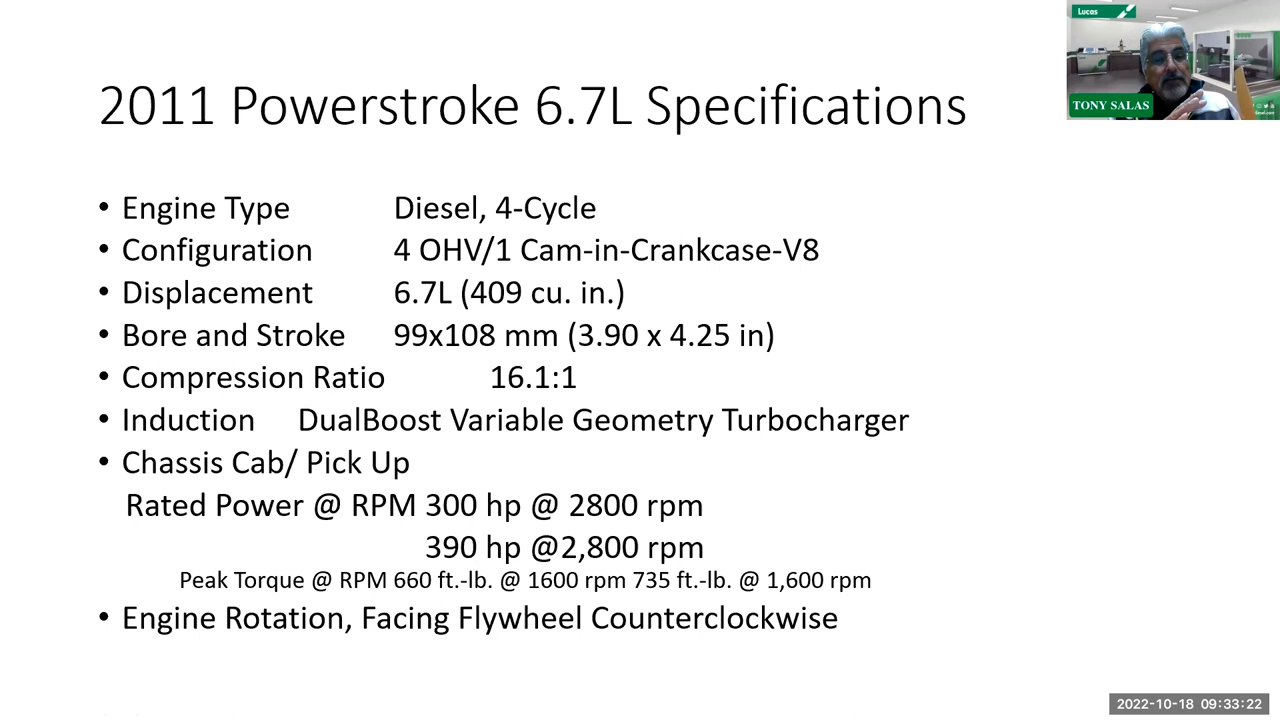 Lucas
TONY SALAS
2011 Powerstroke 6.7L Specifications
• Engine Type Diesel, 4-Cycle
• Configuration 4 OHV/1 Cam-in-Crankcase-V8
• Displacement 6.7L (409 cu. in.)
• Bore and Stroke 99x108 mm (3.90 x 4.25 in)
• Compression Ratio 16.1:1
• Induction DualBoost Variable Geometry Turbocharger
• Chassis Cab/ Pick Up
Rated Power @ RPM 300 hp @ 2800 rpm
390 hp @2,800 rpm
Peak Torque @ RPM 660 ft.-lb. @ 1600 rpm 735 ft.-lb. @ 1,600 rpm
• Engine Rotation, Facing Flywheel Counterclockwise
2022-10-18 09:33:22